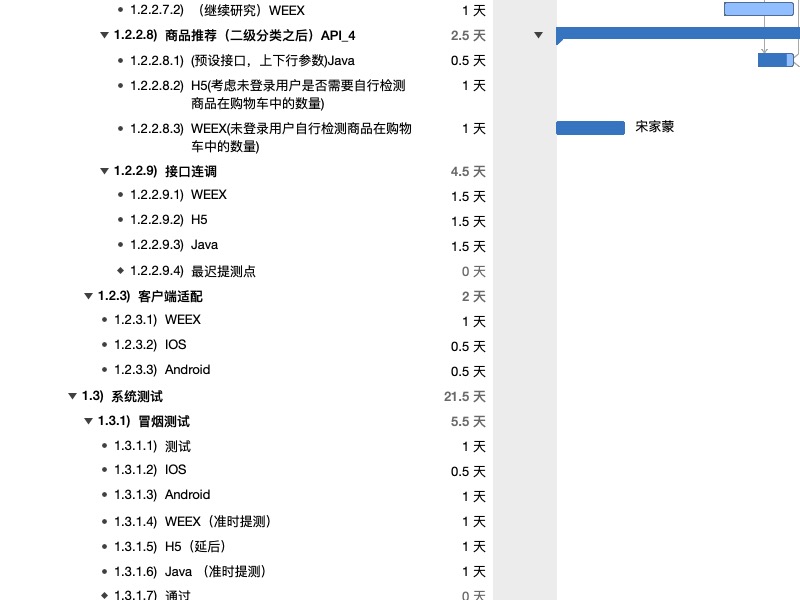 1.2.2.7.2) （继续研究）WEEX 1 天
1.2.2.8) 商品推荐（二级分类之后）API_4 2.5 天
1.2.2.8.1) (预设接口，上下行参数)Java 0.5 天
1.2.2.8.2) H5(考虑未登录用户是否需要自行检测 1 天
商品在购物车中的数量)
1.2.2.8.3) WEEX(未登录用户自行检测商品在购物 1 天 宋家蒙
车中的数量)
1.2.2.9) 接口连调 4.5 天
1.2.2.9.1) WEEX 1.5 天
1.2.2.9.2) H5 1.5 天
1.2.2.9.3) Java 1.5 天
1.2.2.9.4) 最迟提测点 0 天
1.2.3) 客户端适配 2 天
1.2.3.1) WEEX 1 天
1.2.3.2) IOS 0.5 天
1.2.3.3) Android 0.5 天
1.3) 系统测试 21.5 天
1.3.1) 冒烟测试 5.5 天
1.3.1.1) 测试 1 天
1.3.1.2) IOS 0.5 天
1.3.1.3) Android 1 天
1.3.1.4) WEEX（准时提测） 1 天
1.3.1.5) H5（延后） 1 天
1.3.1.6) Java （准时提测） 1 天
1.3.1.7) 通过 0 天